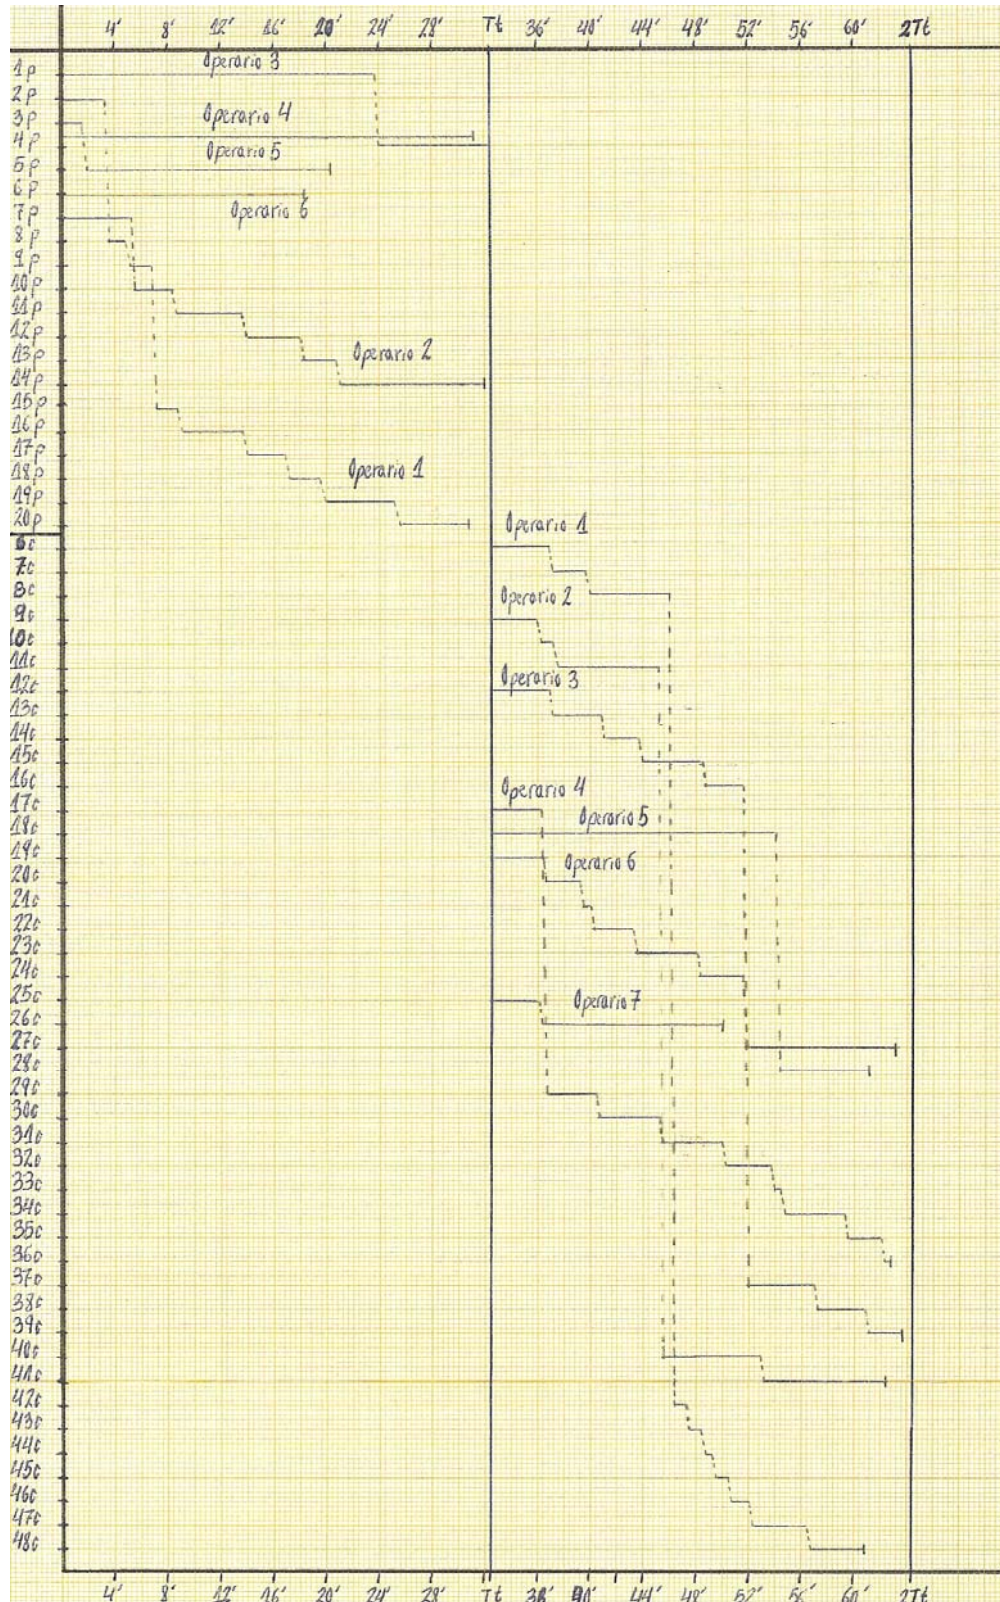 4' 8' 12' 16' 20' 24' 28' Tt 36' 40' 44' 48' 52' 56' 60' 2Tt
1p Operario 3
2p
3p Operario 4
4p
5p Operario 5
6p
7p Operario 6
8p
9p
10p
11p
12p
13p Operario 2
14p
15p
16p
17p
18p Operario 1
19p
20p Operario 1
6c
7c
8c Operario 2
9c
10c
11c
12c Operario 3
13c
14c
15c
16c Operario 4
17c
18c Operario 5
19c Operario 6
20c
21c
22c
23c
24c
25c Operario 7
26c
27c
28c
29c
30c
31c
32c
33c
34c
35c
36c
37c
38c
39c
40c
41c
42c
43c
44c
45c
46c
47c
48c
4' 8' 12' 16' 20' 24' 28' Tt 36' 40' 44' 48' 52' 56' 60' 2Tt